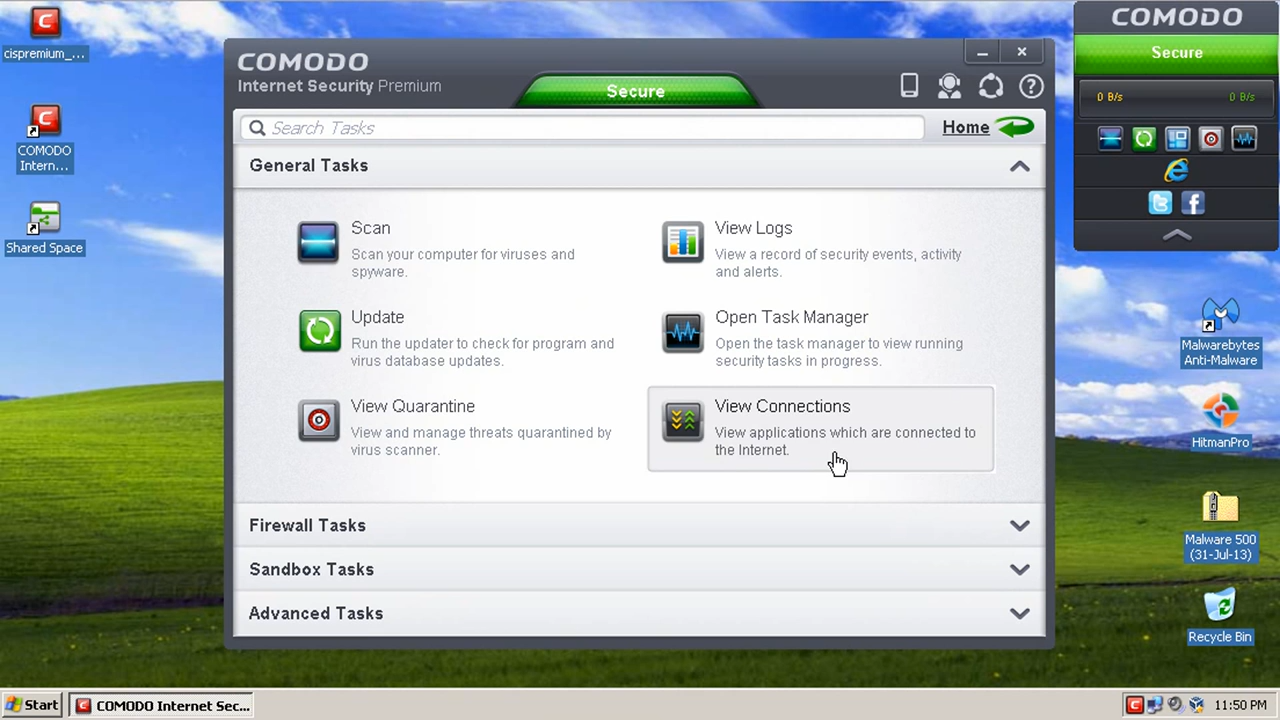 cispremium_...
COMODO
Intern...
Shared Space
COMODO
Internet Security Premium
Secure
Search Tasks
Home
General Tasks
Scan
Scan your computer for viruses and
spyware.
View Logs
View a record of security events, activity
and alerts.
Update
Run the updater to check for program and
virus database updates.
Open Task Manager
Open the task manager to view running
security tasks in progress.
View Quarantine
View and manage threats quarantined by
virus scanner.
View Connections
View applications which are connected to
the Internet.
Firewall Tasks
Sandbox Tasks
Advanced Tasks
COMODO
Secure
0 B/s
0 B/s
Malwarebytes
Anti-Malware
HitmanPro
Malware 500
(31-Jul-13)
Recycle Bin
Start
COMODO Internet Sec...
11:50 PM